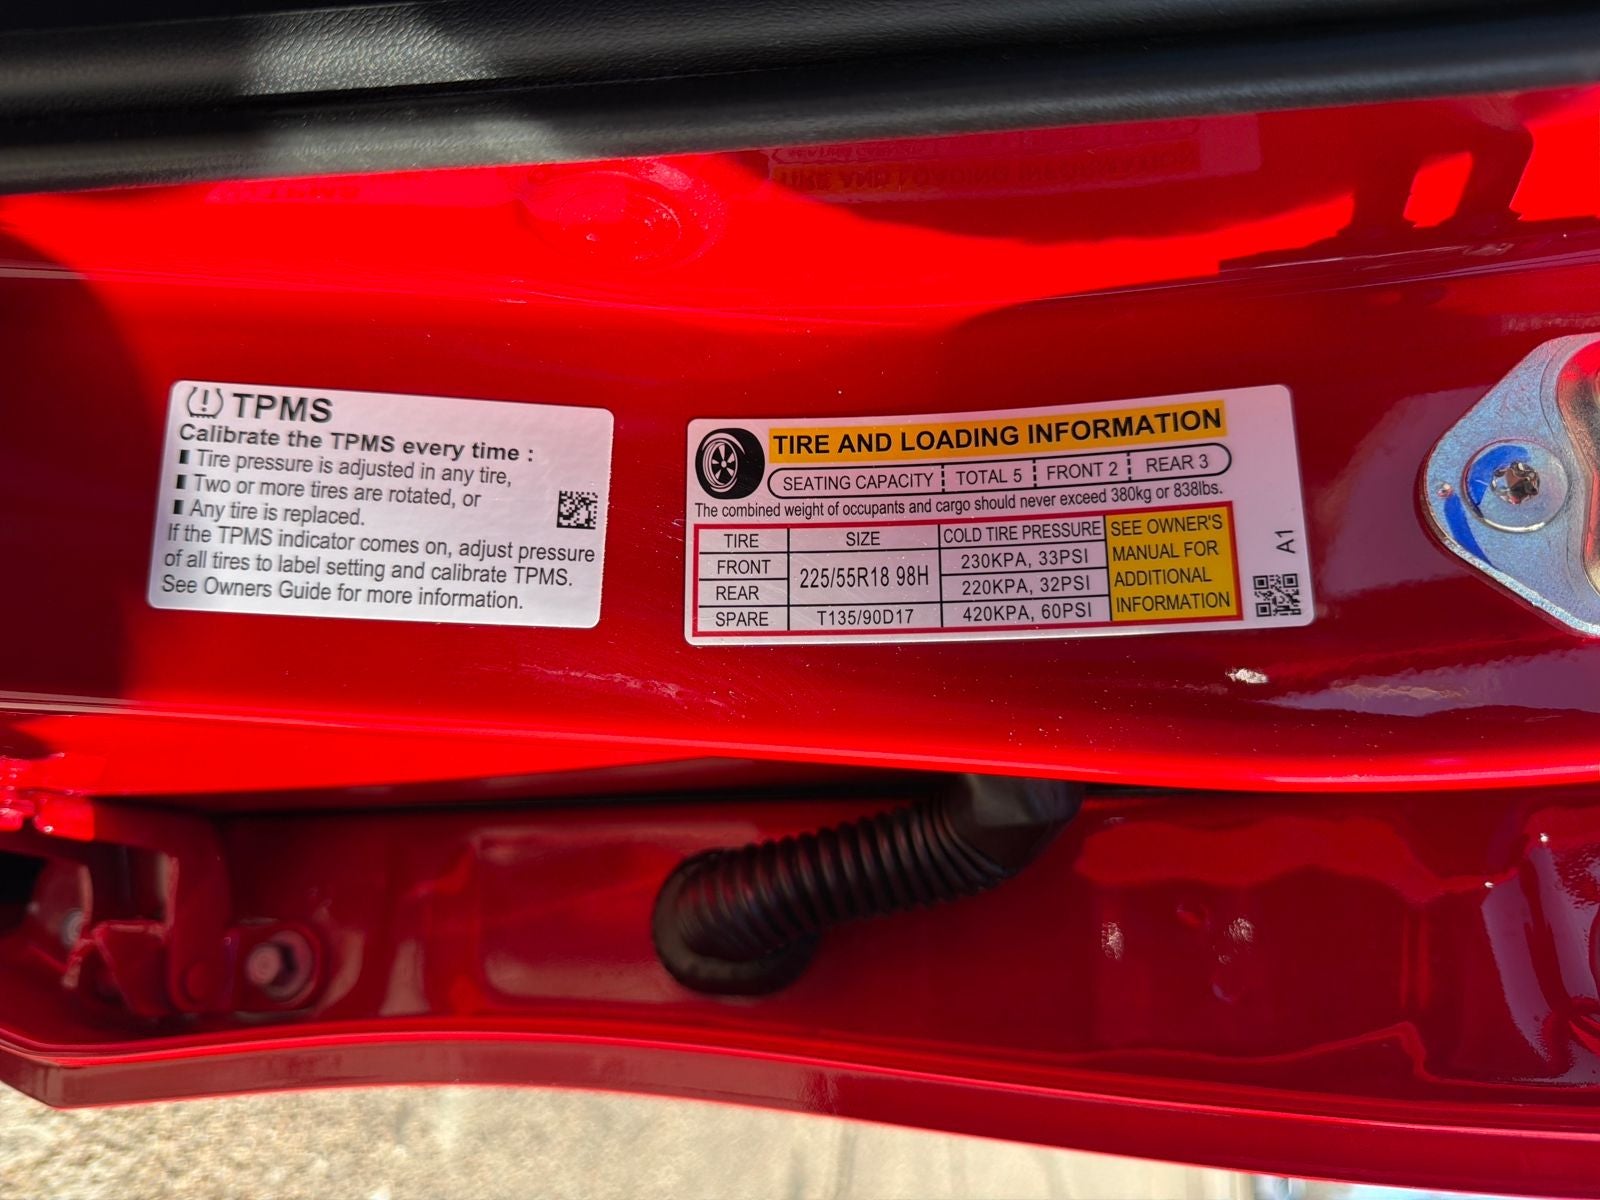 TPMS
Calibrate the TPMS every time :
Tire pressure is adjusted in any tire,
Two or more tires are rotated, or
Any tire is replaced.
If the TPMS indicator comes on, adjust pressure
of all tires to label setting and calibrate TPMS.
See Owners Guide for more information.
TIRE AND LOADING INFORMATION
SEATING CAPACITY TOTAL 5 FRONT 2 REAR 3
The combined weight of occupants and cargo should never exceed 380kg or 838lbs.
TIRE SIZE COLD TIRE PRESSURE
FRONT 225/55R18 98H 230KPA, 33PSI
REAR 220KPA, 32PSI
SPARE T135/90D17 420KPA, 60PSI
SEE OWNER'S
MANUAL FOR
ADDITIONAL
INFORMATION
A1